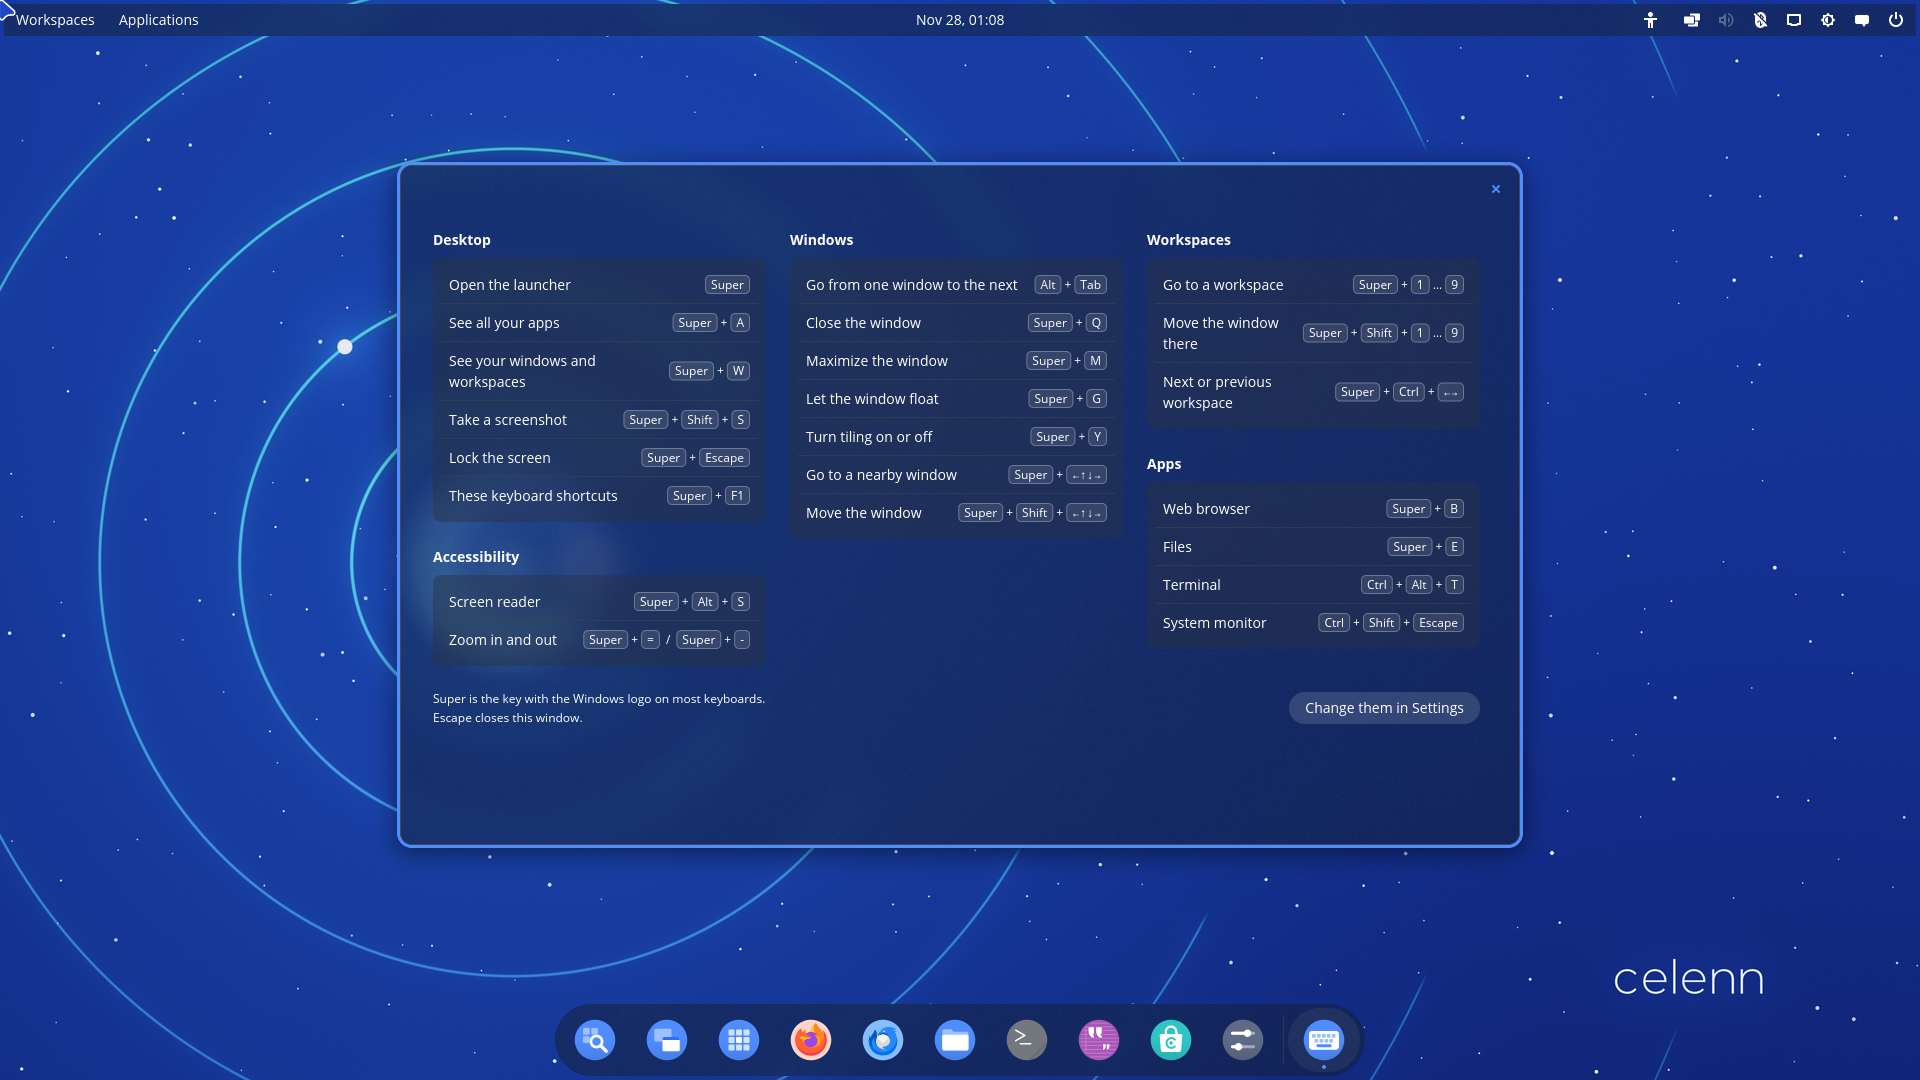 Workspaces Applications Nov 28, 01:08
Desktop
Open the launcher Super
See all your apps Super + A
See your windows and
workspaces Super + W
Take a screenshot Super + Shift + S
Lock the screen Super + Escape
These keyboard shortcuts Super + F1
Accessibility
Screen reader Super + Alt + S
Zoom in and out Super + = / Super + -
Super is the key with the Windows logo on most keyboards.
Escape closes this window.
Windows
Go from one window to the next Alt + Tab
Close the window Super + Q
Maximize the window Super + M
Let the window float Super + G
Turn tiling on or off Super + Y
Go to a nearby window Super + ←↑↓→
Move the window Super + Shift + ←↑↓→
Workspaces
Go to a workspace Super + 1 ... 9
Move the window
there Super + Shift + 1 ... 9
Next or previous
workspace Super + Ctrl + ←→
Apps
Web browser Super + B
Files Super + E
Terminal Ctrl + Alt + T
System monitor Ctrl + Shift + Escape
Change them in Settings
celenn